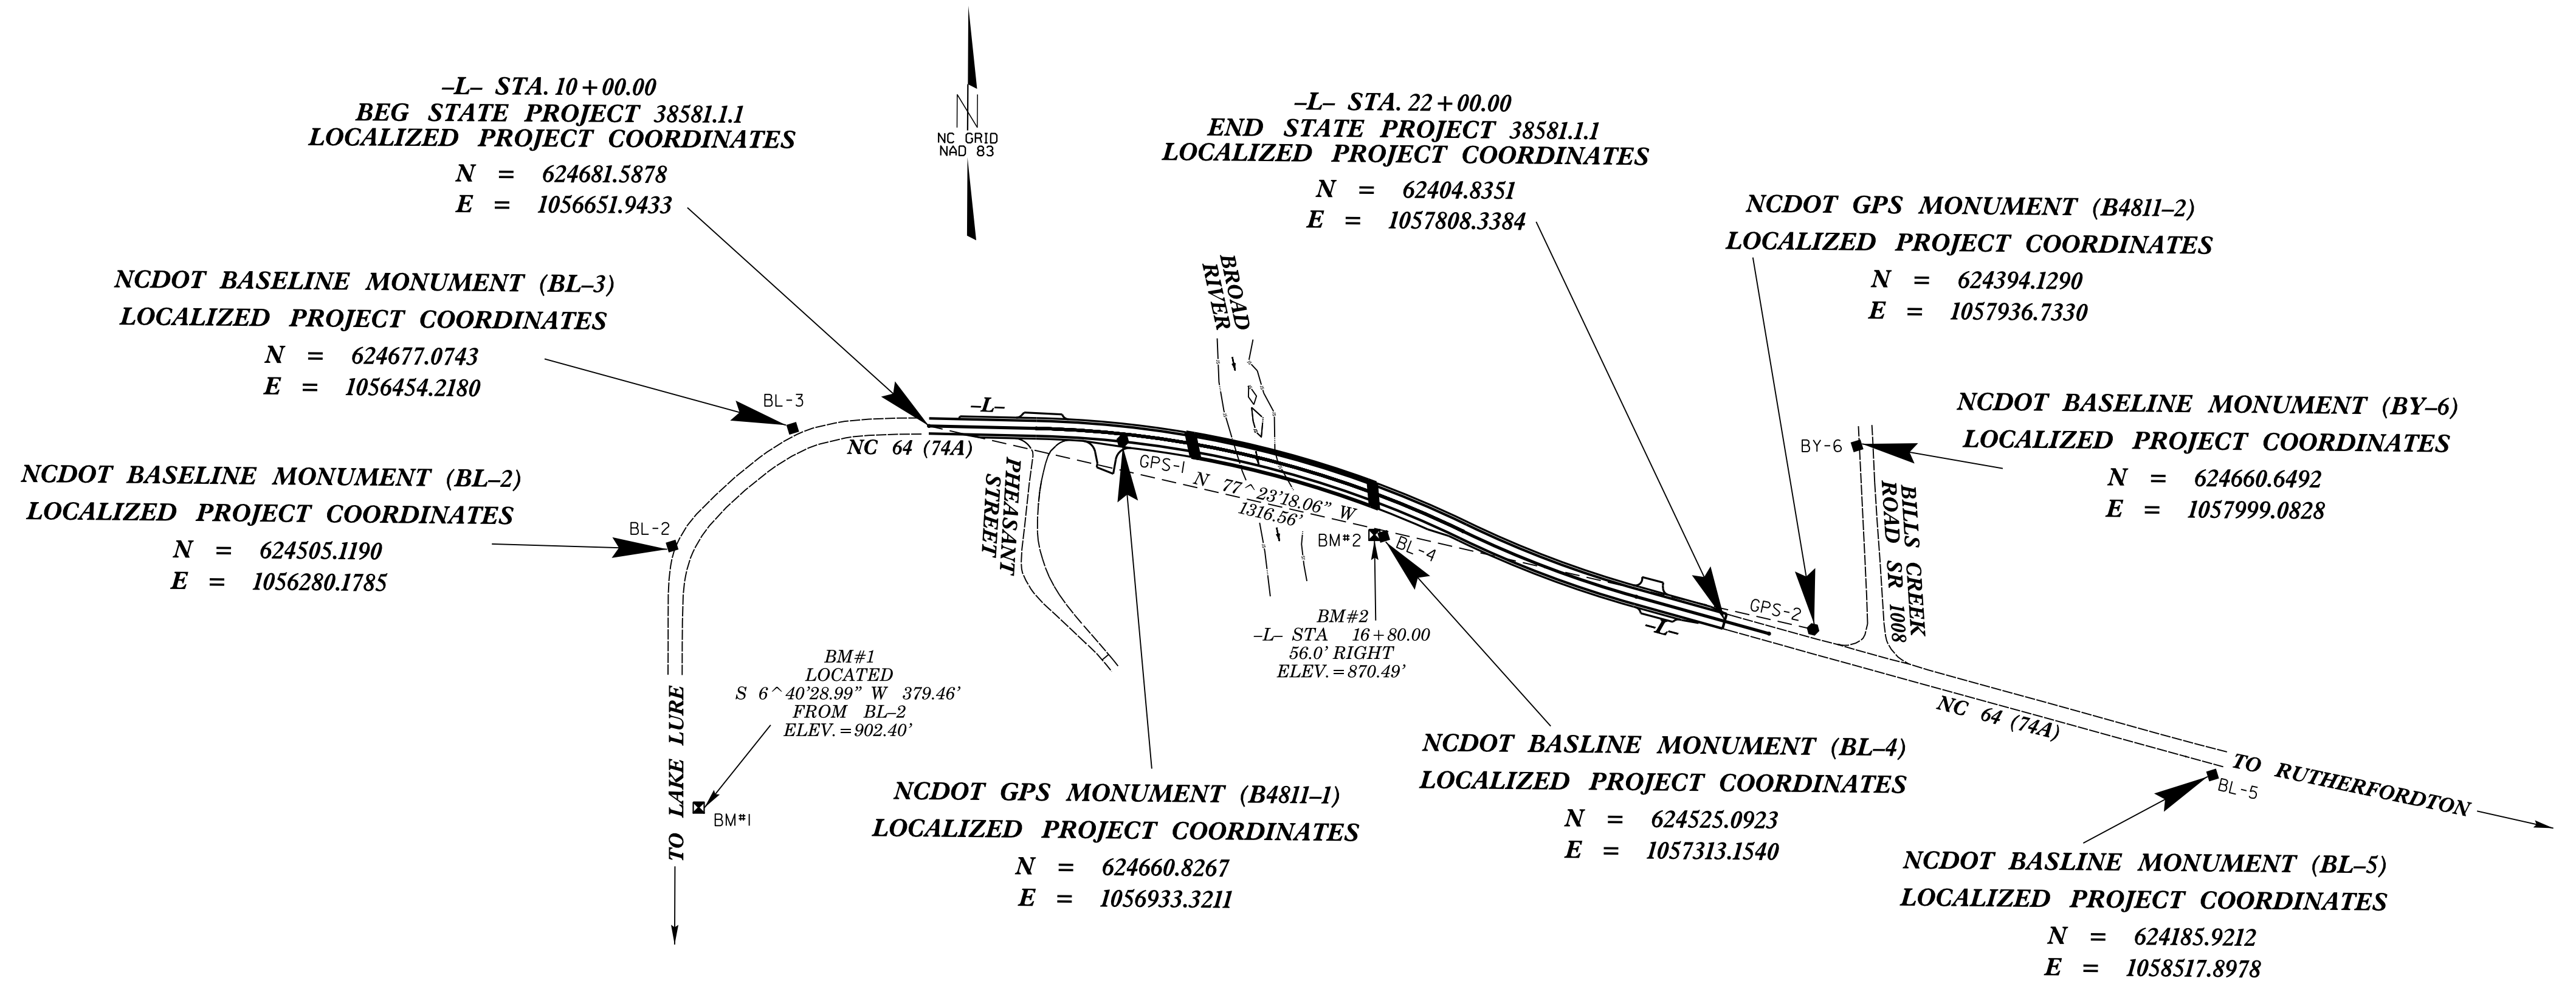 –L– STA. 10+00.00
BEG STATE PROJECT 38581.1.1
LOCALIZED PROJECT COORDINATES
N = 624681.5878
E = 1056651.9433
N
NC GRID
NAD 83
–L– STA. 22+00.00
END STATE PROJECT 38581.1.1
LOCALIZED PROJECT COORDINATES
N = 62404.8351
E = 1057808.3384
NCDOT GPS MONUMENT (B4811–2)
LOCALIZED PROJECT COORDINATES
N = 624394.1290
E = 1057936.7330
NCDOT BASELINE MONUMENT (BL–3)
LOCALIZED PROJECT COORDINATES
N = 624677.0743
E = 1056454.2180
BROAD
RIVER
NCDOT BASELINE MONUMENT (BY–6)
LOCALIZED PROJECT COORDINATES
N = 624660.6492
E = 1057999.0828
BL-3
–L–
NC 64 (74A)
BY-6
NCDOT BASELINE MONUMENT (BL–2)
LOCALIZED PROJECT COORDINATES
N = 624505.1190
E = 1056280.1785
BL-2
PHEASANT
STREET
GPS-1
N 77^23'18.06" W
1316.56'
BM#2
BL-4
BILLS CREEK
ROAD SR 1008
GPS-2
–L–
BM#2
–L– STA 16+80.00
56.0' RIGHT
ELEV.=870.49'
BM#1
LOCATED
S 6^40'28.99" W 379.46'
FROM BL–2
ELEV.=902.40'
TO LAKE LURE
BM#1
NC 64 (74A)
NCDOT BASLINE MONUMENT (BL–4)
LOCALIZED PROJECT COORDINATES
N = 624525.0923
E = 1057313.1540
NCDOT GPS MONUMENT (B4811–1)
LOCALIZED PROJECT COORDINATES
N = 624660.8267
E = 1056933.3211
TO RUTHERFORDTON
BL-5
NCDOT BASLINE MONUMENT (BL–5)
LOCALIZED PROJECT COORDINATES
N = 624185.9212
E = 1058517.8978